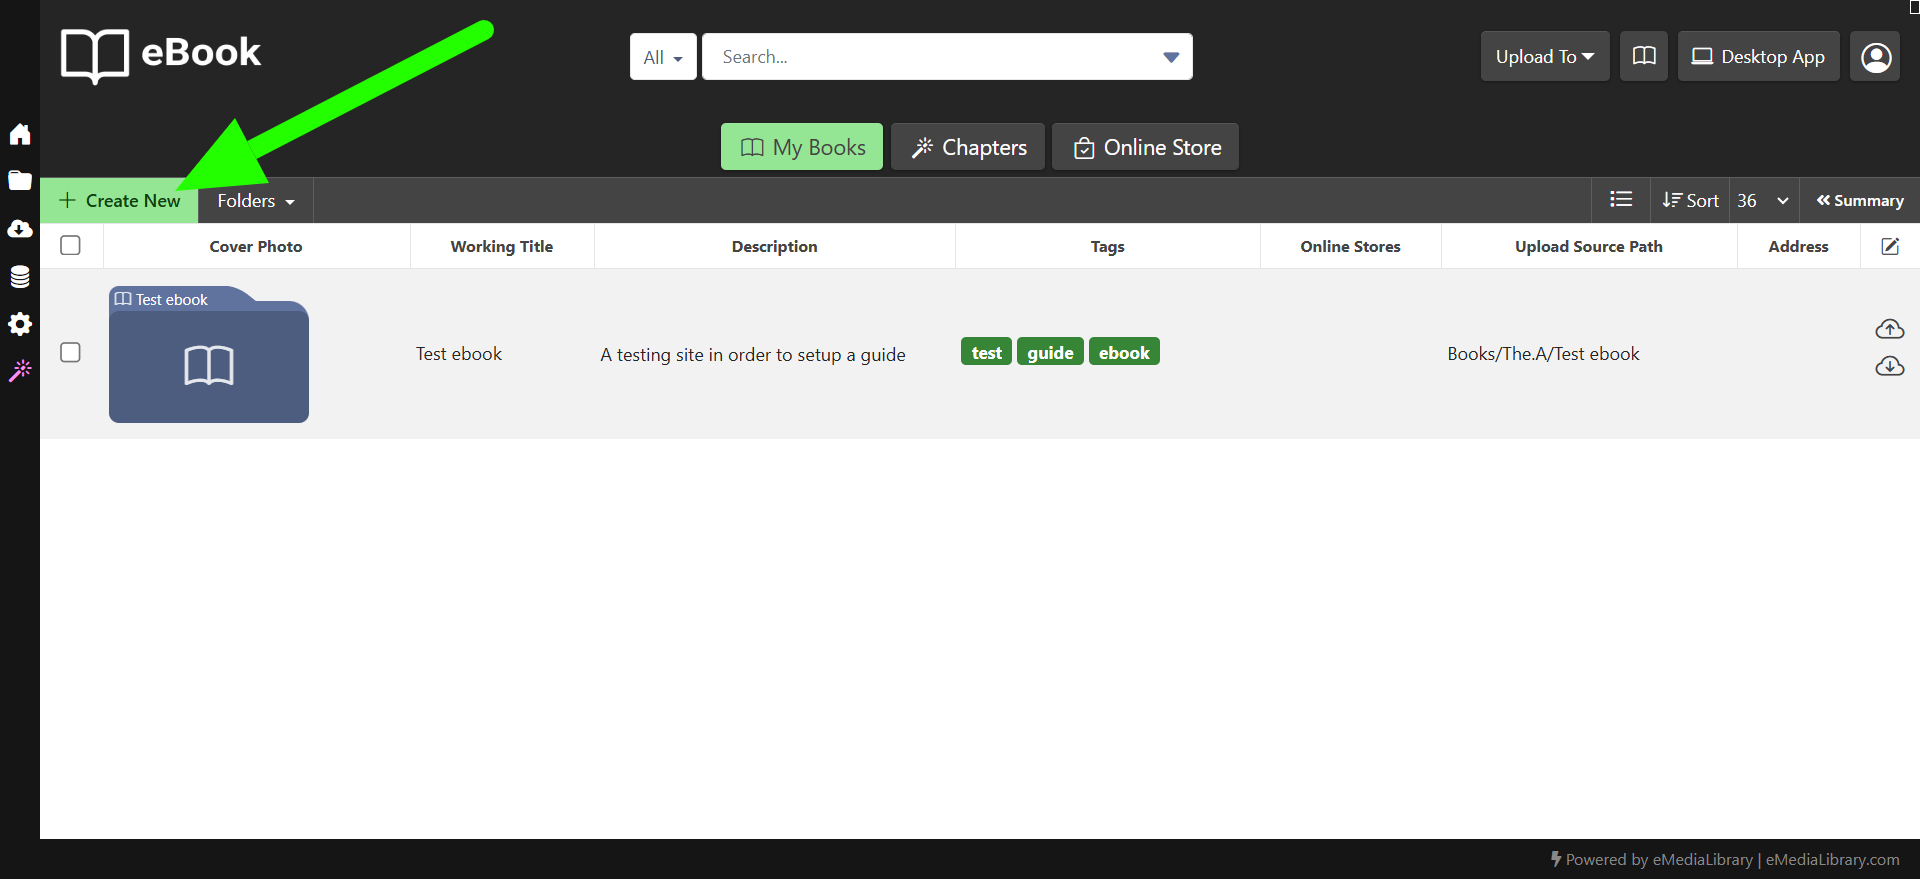 eBook
All
Search...
Upload To
Desktop App
My Books
Chapters
Online Store
+ Create New
Folders
Sort
36
« Summary
Cover Photo
Working Title
Description
Tags
Online Stores
Upload Source Path
Address
Test ebook
Test ebook
A testing site in order to setup a guide
test
guide
ebook
Books/The.A/Test ebook
Powered by eMediaLibrary | eMediaLibrary.com